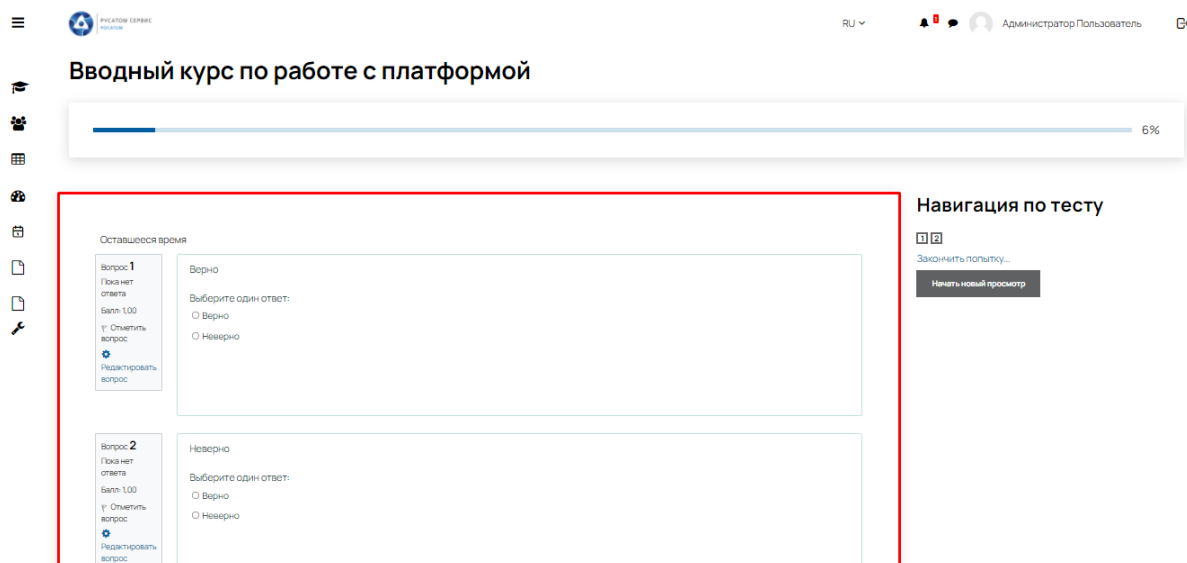 РУСАТОМ СЕРВИС
РОСАТОМ
RU
1
Администратор Пользователь
Вводный курс по работе с платформой
6%
Навигация по тесту
1 2
Закончить попытку...
Начать новый просмотр
Оставшееся время
Вопрос 1
Пока нет
ответа
Балл: 1,00
Отметить
вопрос
Редактировать
вопрос
Верно
Выберите один ответ:
Верно
Неверно
Вопрос 2
Пока нет
ответа
Балл: 1,00
Отметить
вопрос
Редактировать
вопрос
Неверно
Выберите один ответ:
Верно
Неверно